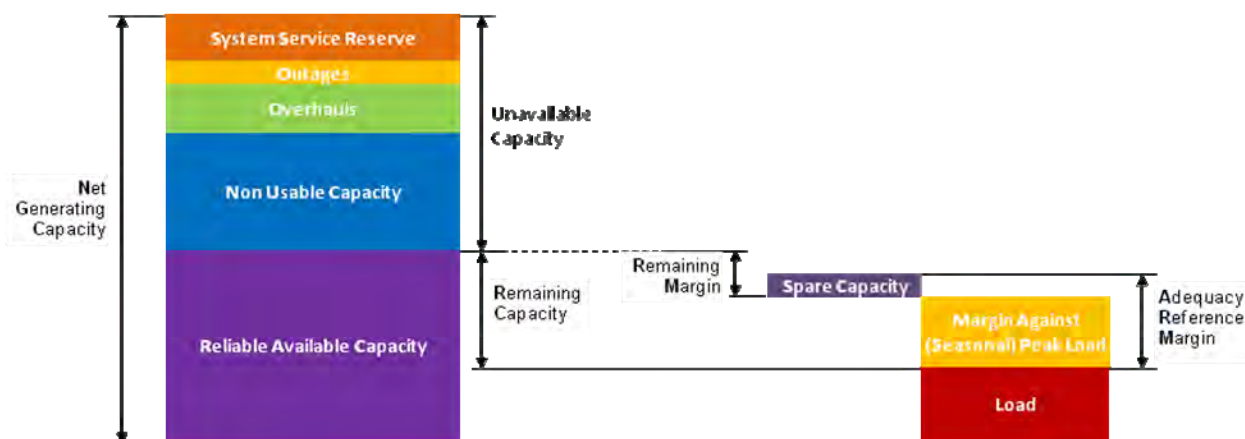 System Service Reserve
Outages
Overhauls
Non Usable Capacity
Reliable Available Capacity
Net
Generating
Capacity
Unavailable
Capacity
Remaining
Capacity
Remaining
Margin
Spare Capacity
Margin Against
(Seasonal) Peak Load
Load
Adequacy
Reference
Margin